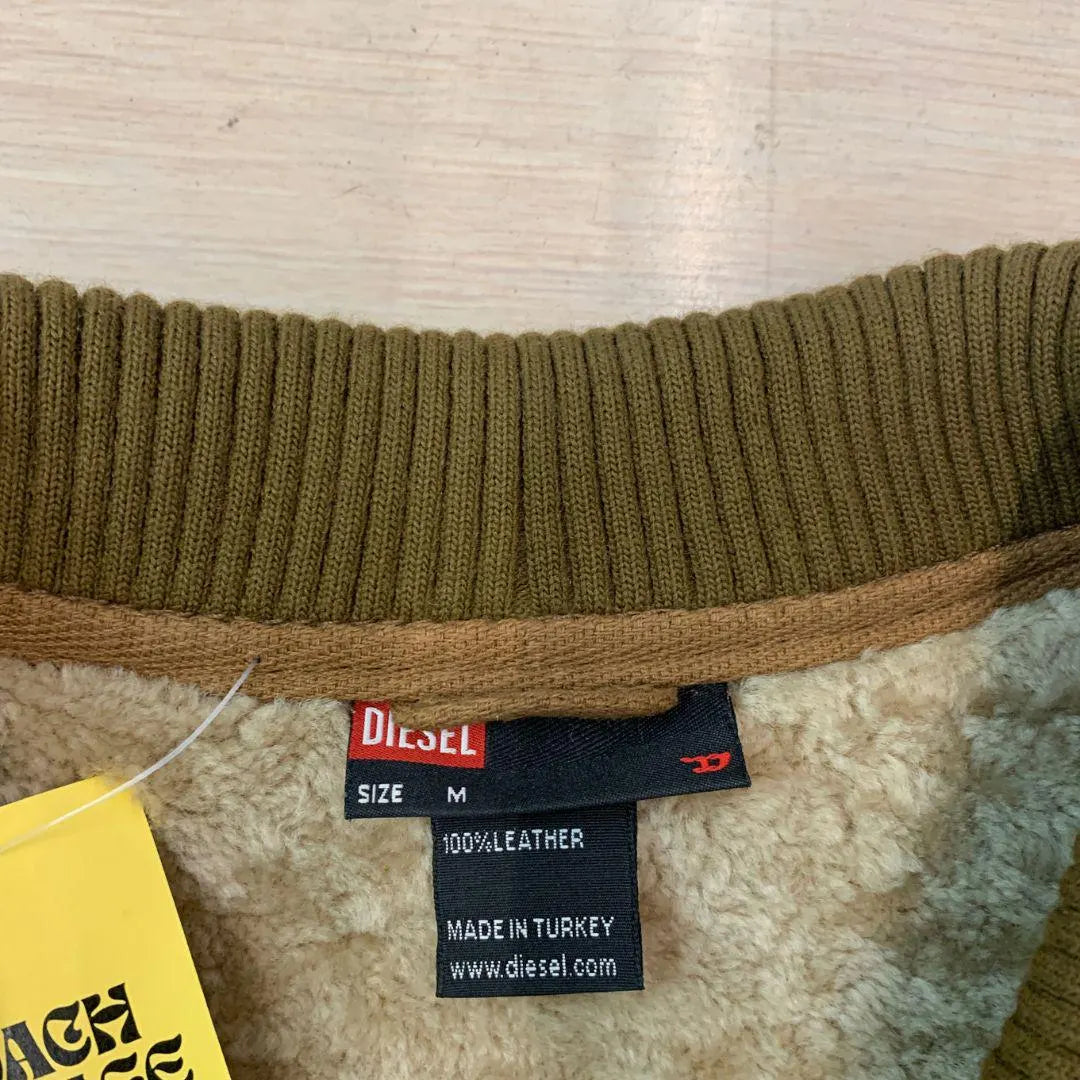 DIESEL
SIZE M
100%LEATHER
MADE IN TURKEY
www.diesel.com